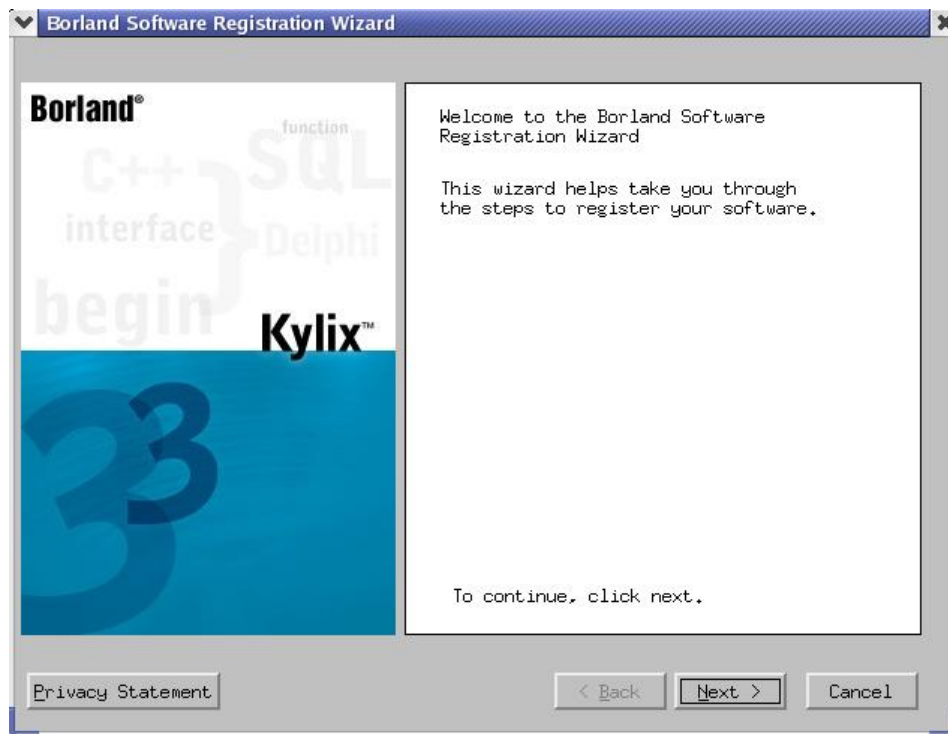 Borland Software Registration Wizard
Borland®
function
C++
SQL
interface
}
Delphi
begin
Kylix™
3
3
Welcome to the Borland Software
Registration Wizard
This wizard helps take you through
the steps to register your software.
To continue, click next.
Privacy Statement
< Back
Next >
Cancel